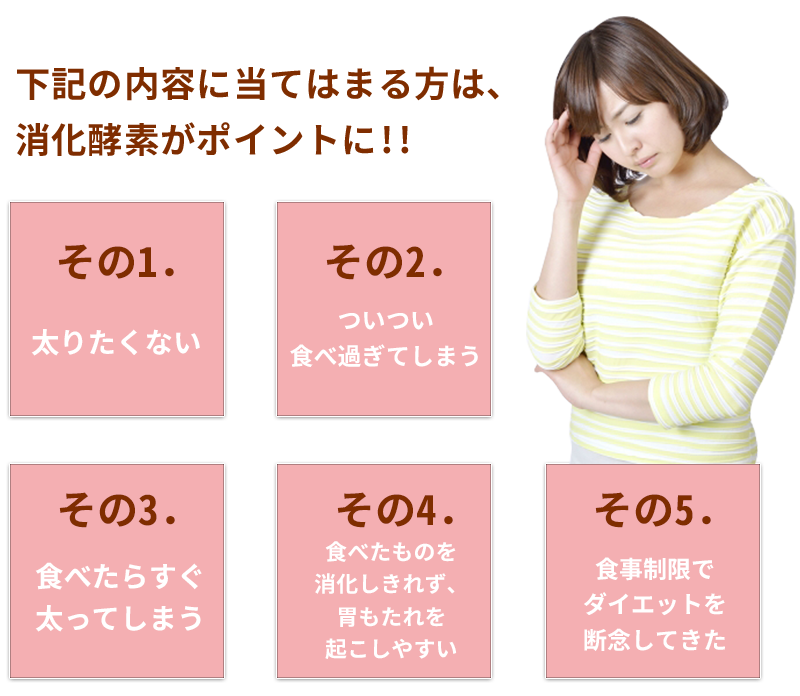 下記の内容に当てはまる方は、
消化酵素がポイントに!!
その1.
太りたくない
その2.
ついつい
食べ過ぎてしまう
その3.
食べたらすぐ
太ってしまう
その4.
食べたものを
消化しきれず、
胃もたれを
起こしやすい
その5.
食事制限で
ダイエットを
断念してきた